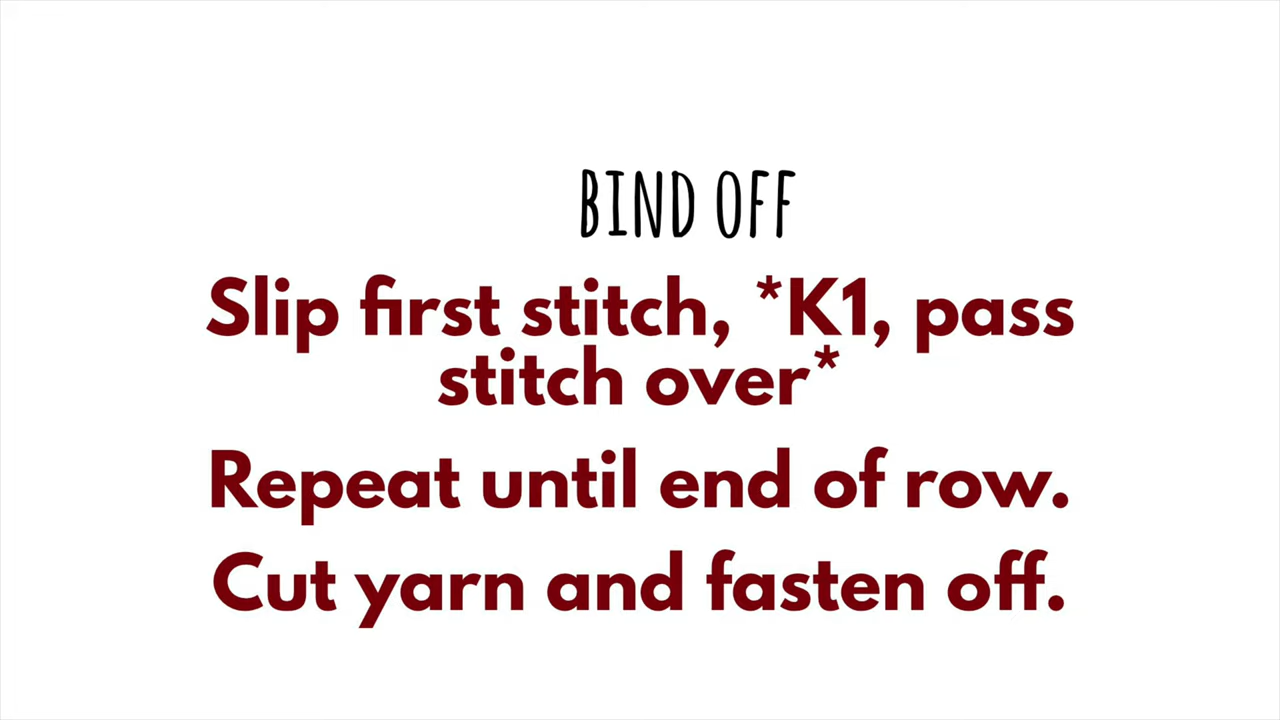 BIND OFF
Slip first stitch, *K1, pass
stitch over*
Repeat until end of row.
Cut yarn and fasten off.